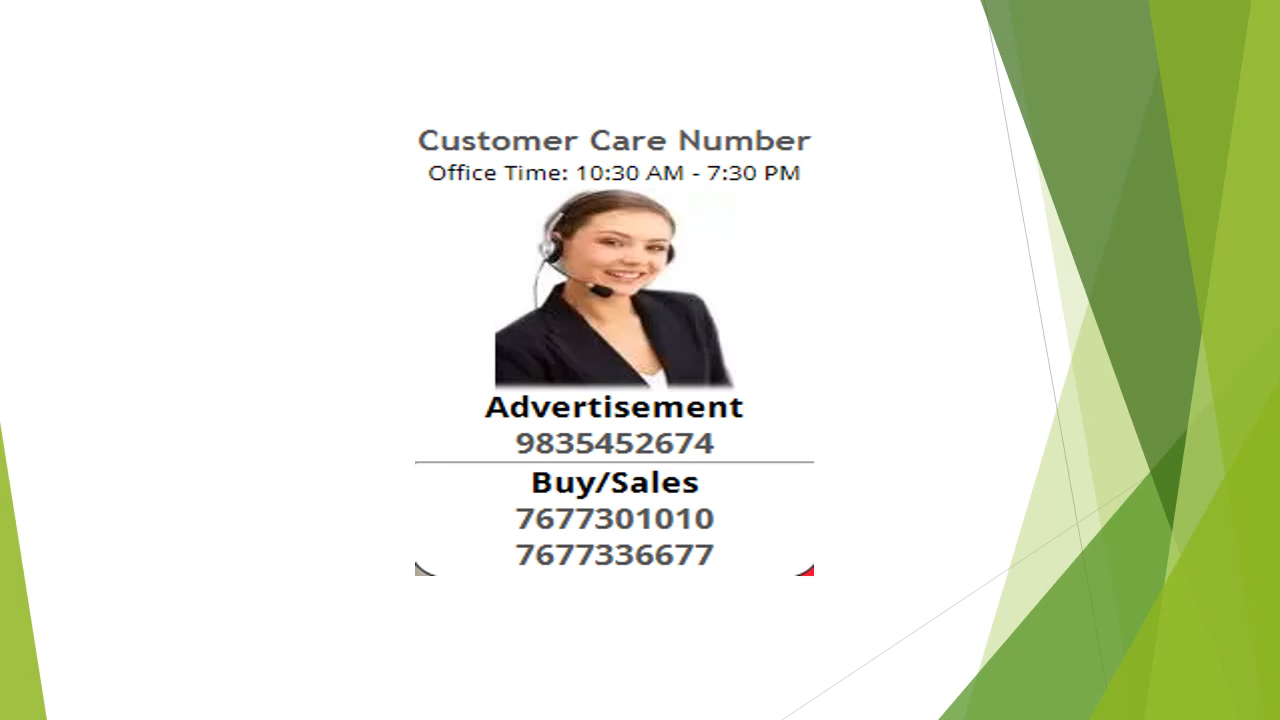 Customer Care Number
Office Time: 10:30 AM - 7:30 PM
Advertisement
9835452674
Buy/Sales
7677301010
7677336677